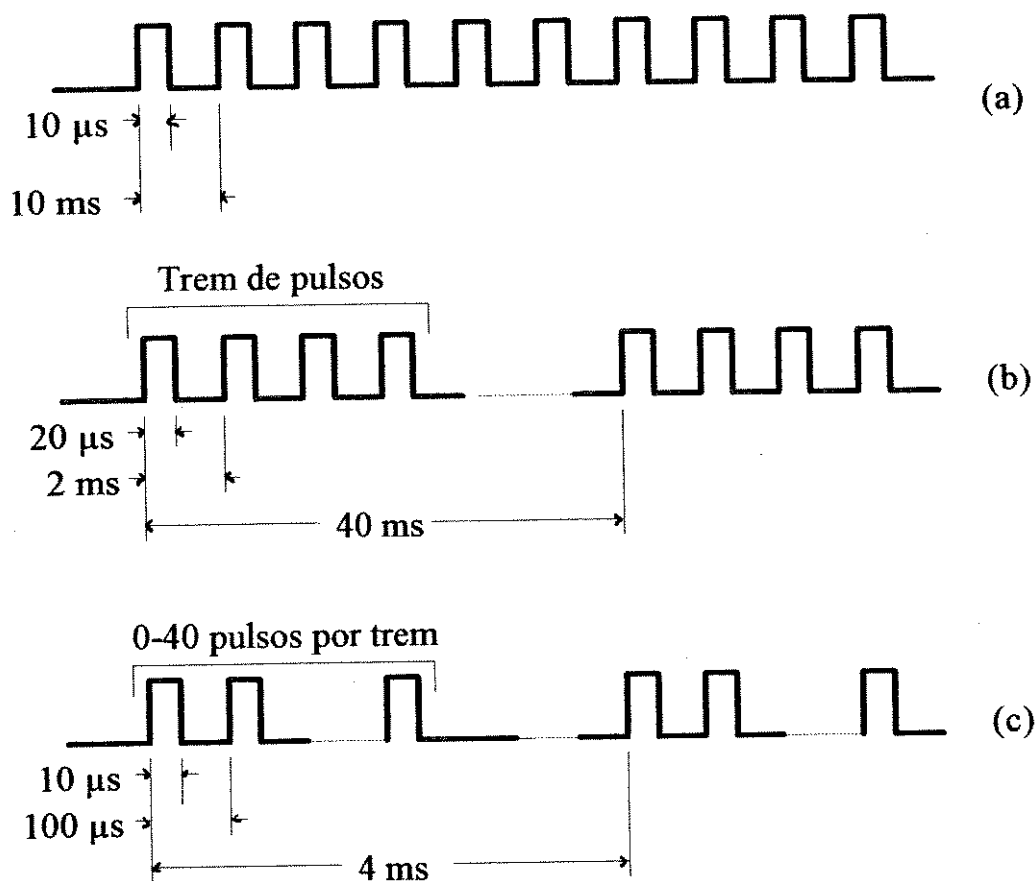 (a)
10 µs
10 ms
Trem de pulsos
(b)
20 µs
2 ms
40 ms
0-40 pulsos por trem
(c)
10 µs
100 µs
4 ms